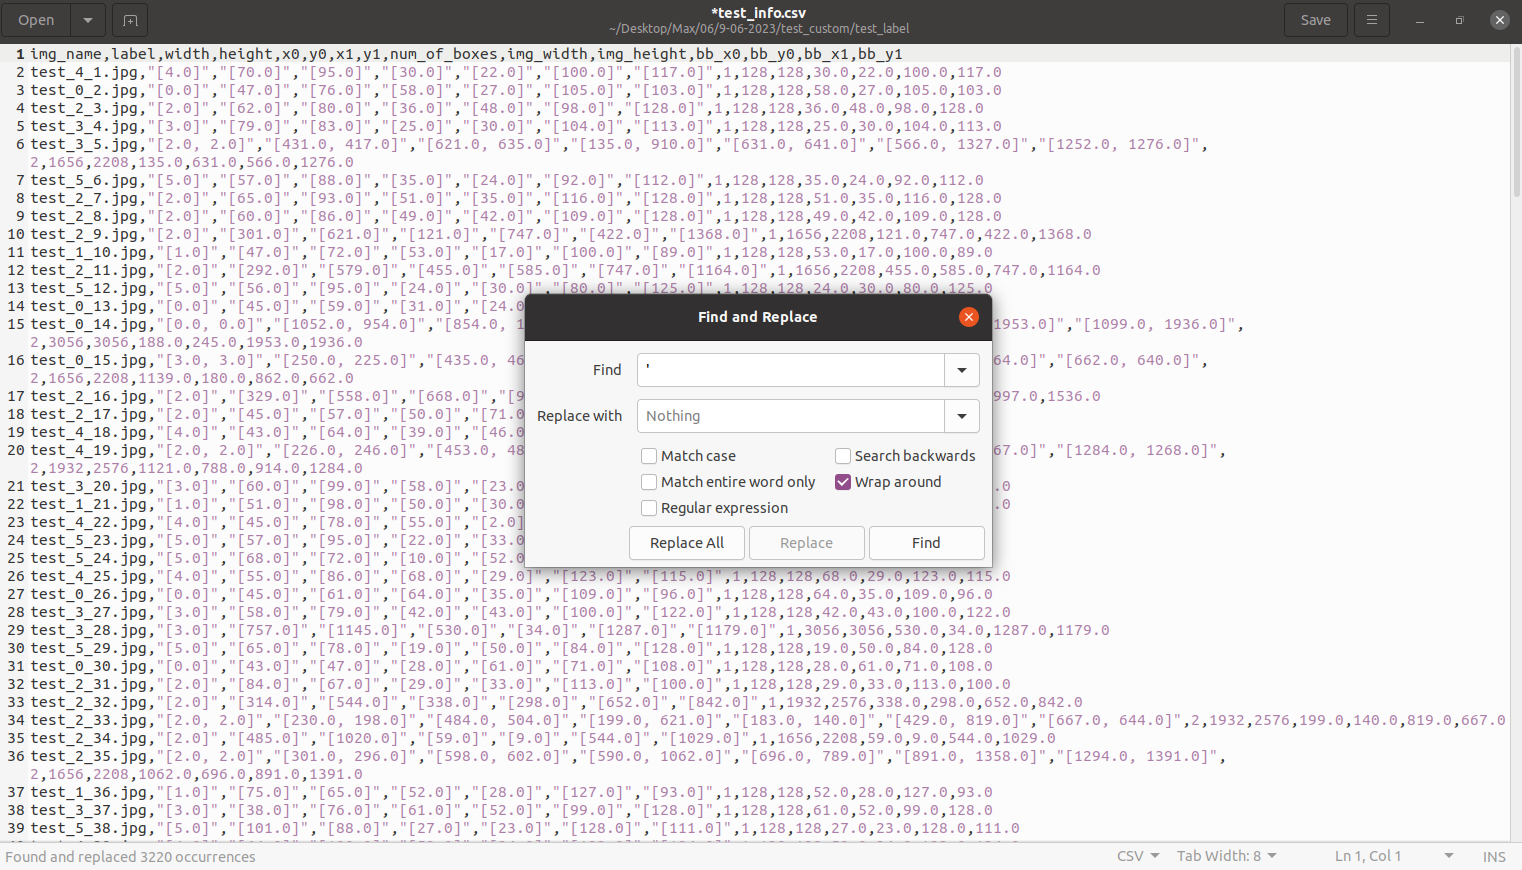 Open
*test_info.csv
~/Desktop/Max/06/9-06-2023/test_custom/test_label
Save
1 img_name,label,width,height,x0,y0,x1,y1,num_of_boxes,img_width,img_height,bb_x0,bb_y0,bb_x1,bb_y1
2 test_4_1.jpg,"[4.0]","[70.0]","[95.0]","[30.0]","[22.0]","[100.0]","[117.0]",1,128,128,30.0,22.0,100.0,117.0
3 test_0_2.jpg,"[0.0]","[47.0]","[76.0]","[58.0]","[27.0]","[105.0]","[103.0]",1,128,128,58.0,27.0,105.0,103.0
4 test_2_3.jpg,"[2.0]","[62.0]","[80.0]","[36.0]","[48.0]","[98.0]","[128.0]",1,128,128,36.0,48.0,98.0,128.0
5 test_3_4.jpg,"[3.0]","[79.0]","[83.0]","[25.0]","[30.0]","[104.0]","[113.0]",1,128,128,25.0,30.0,104.0,113.0
6 test_3_5.jpg,"[2.0, 2.0]","[431.0, 417.0]","[621.0, 635.0]","[135.0, 910.0]","[631.0, 641.0]","[566.0, 1327.0]","[1252.0, 1276.0]",
2,1656,2208,135.0,631.0,566.0,1276.0
7 test_5_6.jpg,"[5.0]","[57.0]","[88.0]","[35.0]","[24.0]","[92.0]","[112.0]",1,128,128,35.0,24.0,92.0,112.0
8 test_2_7.jpg,"[2.0]","[65.0]","[93.0]","[51.0]","[35.0]","[116.0]","[128.0]",1,128,128,51.0,35.0,116.0,128.0
9 test_2_8.jpg,"[2.0]","[60.0]","[86.0]","[49.0]","[42.0]","[109.0]","[128.0]",1,128,128,49.0,42.0,109.0,128.0
10 test_2_9.jpg,"[2.0]","[301.0]","[621.0]","[121.0]","[747.0]","[422.0]","[1368.0]",1,1656,2208,121.0,747.0,422.0,1368.0
11 test_1_10.jpg,"[1.0]","[47.0]","[72.0]","[53.0]","[17.0]","[100.0]","[89.0]",1,128,128,53.0,17.0,100.0,89.0
12 test_2_11.jpg,"[2.0]","[292.0]","[579.0]","[455.0]","[585.0]","[747.0]","[1164.0]",1,1656,2208,455.0,585.0,747.0,1164.0
13 test_5_12.jpg,"[5.0]","[56.0]","[95.0]","[24.0]","[30.0]","[80.0]","[125.0]",1,128,128,24.0,30.0,80.0,125.0
14 test_0_13.jpg,"[0.0]","[45.0]","[59.0]","[31.0]","[24.0
15 test_0_14.jpg,"[0.0, 0.0]","[1052.0, 954.0]","[854.0, 1 1953.0]","[1099.0, 1936.0]",
2,3056,3056,188.0,245.0,1953.0,1936.0
16 test_0_15.jpg,"[3.0, 3.0]","[250.0, 225.0]","[435.0, 46 64.0]","[662.0, 640.0]",
2,1656,2208,1139.0,180.0,862.0,662.0
17 test_2_16.jpg,"[2.0]","[329.0]","[558.0]","[668.0]","[9 997.0,1536.0
18 test_2_17.jpg,"[2.0]","[45.0]","[57.0]","[50.0]","[71.0
19 test_4_18.jpg,"[4.0]","[43.0]","[64.0]","[39.0]","[46.0
20 test_4_19.jpg,"[2.0, 2.0]","[226.0, 246.0]","[453.0, 48 67.0]","[1284.0, 1268.0]",
2,1932,2576,1121.0,788.0,914.0,1284.0
21 test_3_20.jpg,"[3.0]","[60.0]","[99.0]","[58.0]","[23.0 .0
22 test_1_21.jpg,"[1.0]","[51.0]","[98.0]","[50.0]","[30.0 .0
23 test_4_22.jpg,"[4.0]","[45.0]","[78.0]","[55.0]","[2.0]
24 test_5_23.jpg,"[5.0]","[57.0]","[95.0]","[22.0]","[33.0
25 test_5_24.jpg,"[5.0]","[68.0]","[72.0]","[10.0]","[52.0
26 test_4_25.jpg,"[4.0]","[55.0]","[86.0]","[68.0]","[29.0]","[123.0]","[115.0]",1,128,128,68.0,29.0,123.0,115.0
27 test_0_26.jpg,"[0.0]","[45.0]","[61.0]","[64.0]","[35.0]","[109.0]","[96.0]",1,128,128,64.0,35.0,109.0,96.0
28 test_3_27.jpg,"[3.0]","[58.0]","[79.0]","[42.0]","[43.0]","[100.0]","[122.0]",1,128,128,42.0,43.0,100.0,122.0
29 test_3_28.jpg,"[3.0]","[757.0]","[1145.0]","[530.0]","[34.0]","[1287.0]","[1179.0]",1,3056,3056,530.0,34.0,1287.0,1179.0
30 test_5_29.jpg,"[5.0]","[65.0]","[78.0]","[19.0]","[50.0]","[84.0]","[128.0]",1,128,128,19.0,50.0,84.0,128.0
31 test_0_30.jpg,"[0.0]","[43.0]","[47.0]","[28.0]","[61.0]","[71.0]","[108.0]",1,128,128,28.0,61.0,71.0,108.0
32 test_2_31.jpg,"[2.0]","[84.0]","[67.0]","[29.0]","[33.0]","[113.0]","[100.0]",1,128,128,29.0,33.0,113.0,100.0
33 test_2_32.jpg,"[2.0]","[314.0]","[544.0]","[338.0]","[298.0]","[652.0]","[842.0]",1,1932,2576,338.0,298.0,652.0,842.0
34 test_2_33.jpg,"[2.0, 2.0]","[230.0, 198.0]","[484.0, 504.0]","[199.0, 621.0]","[183.0, 140.0]","[429.0, 819.0]","[667.0, 644.0]",2,1932,2576,199.0,140.0,819.0,667.0
35 test_2_34.jpg,"[2.0]","[485.0]","[1020.0]","[59.0]","[9.0]","[544.0]","[1029.0]",1,1656,2208,59.0,9.0,544.0,1029.0
36 test_2_35.jpg,"[2.0, 2.0]","[301.0, 296.0]","[598.0, 602.0]","[590.0, 1062.0]","[696.0, 789.0]","[891.0, 1358.0]","[1294.0, 1391.0]",
2,1656,2208,1062.0,696.0,891.0,1391.0
37 test_1_36.jpg,"[1.0]","[75.0]","[65.0]","[52.0]","[28.0]","[127.0]","[93.0]",1,128,128,52.0,28.0,127.0,93.0
38 test_3_37.jpg,"[3.0]","[38.0]","[76.0]","[61.0]","[52.0]","[99.0]","[128.0]",1,128,128,61.0,52.0,99.0,128.0
39 test_5_38.jpg,"[5.0]","[101.0]","[88.0]","[27.0]","[23.0]","[128.0]","[111.0]",1,128,128,27.0,23.0,128.0,111.0
Find and Replace
Find '
Replace with Nothing
Match case Search backwards
Match entire word only Wrap around
Regular expression
Replace All Replace Find
Found and replaced 3220 occurrences CSV Tab Width: 8 Ln 1, Col 1 INS